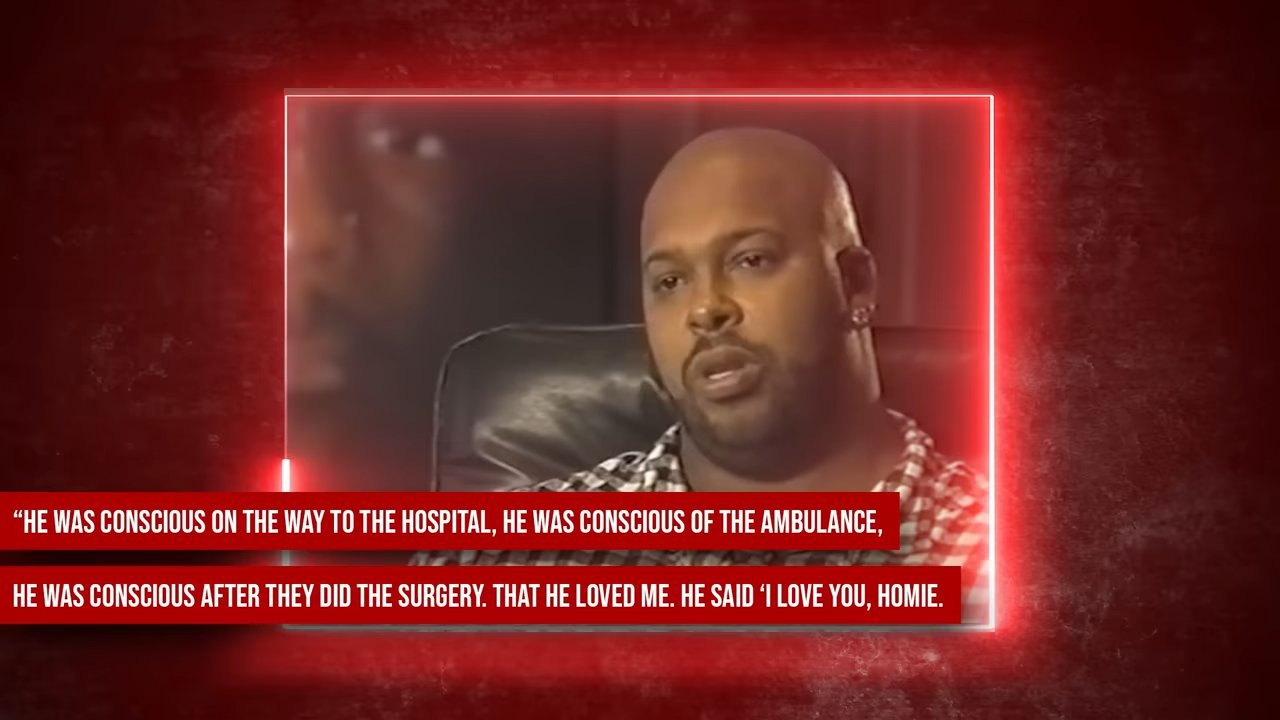 “HE WAS CONSCIOUS ON THE WAY TO THE HOSPITAL, HE WAS CONSCIOUS OF THE AMBULANCE,
HE WAS CONSCIOUS AFTER THEY DID THE SURGERY. THAT HE LOVED ME. HE SAID ‘I LOVE YOU, HOMIE.